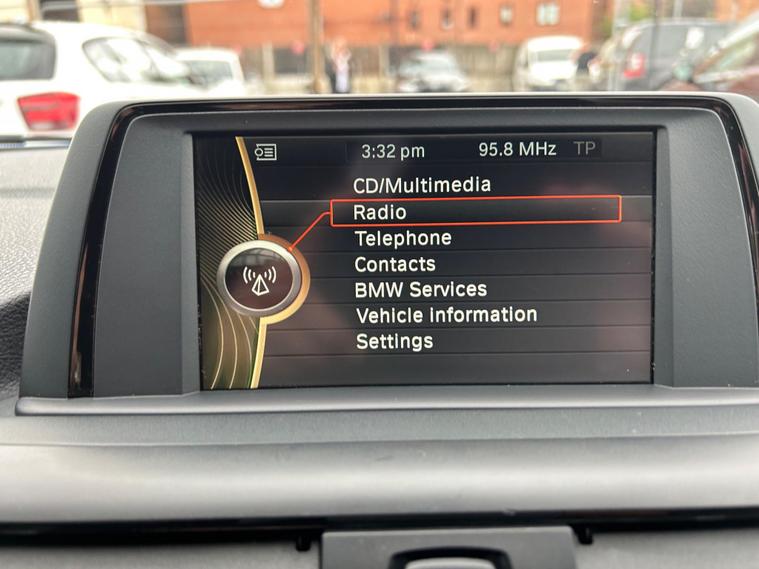 3:32 pm 95.8 MHz TP
CD/Multimedia
Radio
Telephone
Contacts
BMW Services
Vehicle information
Settings